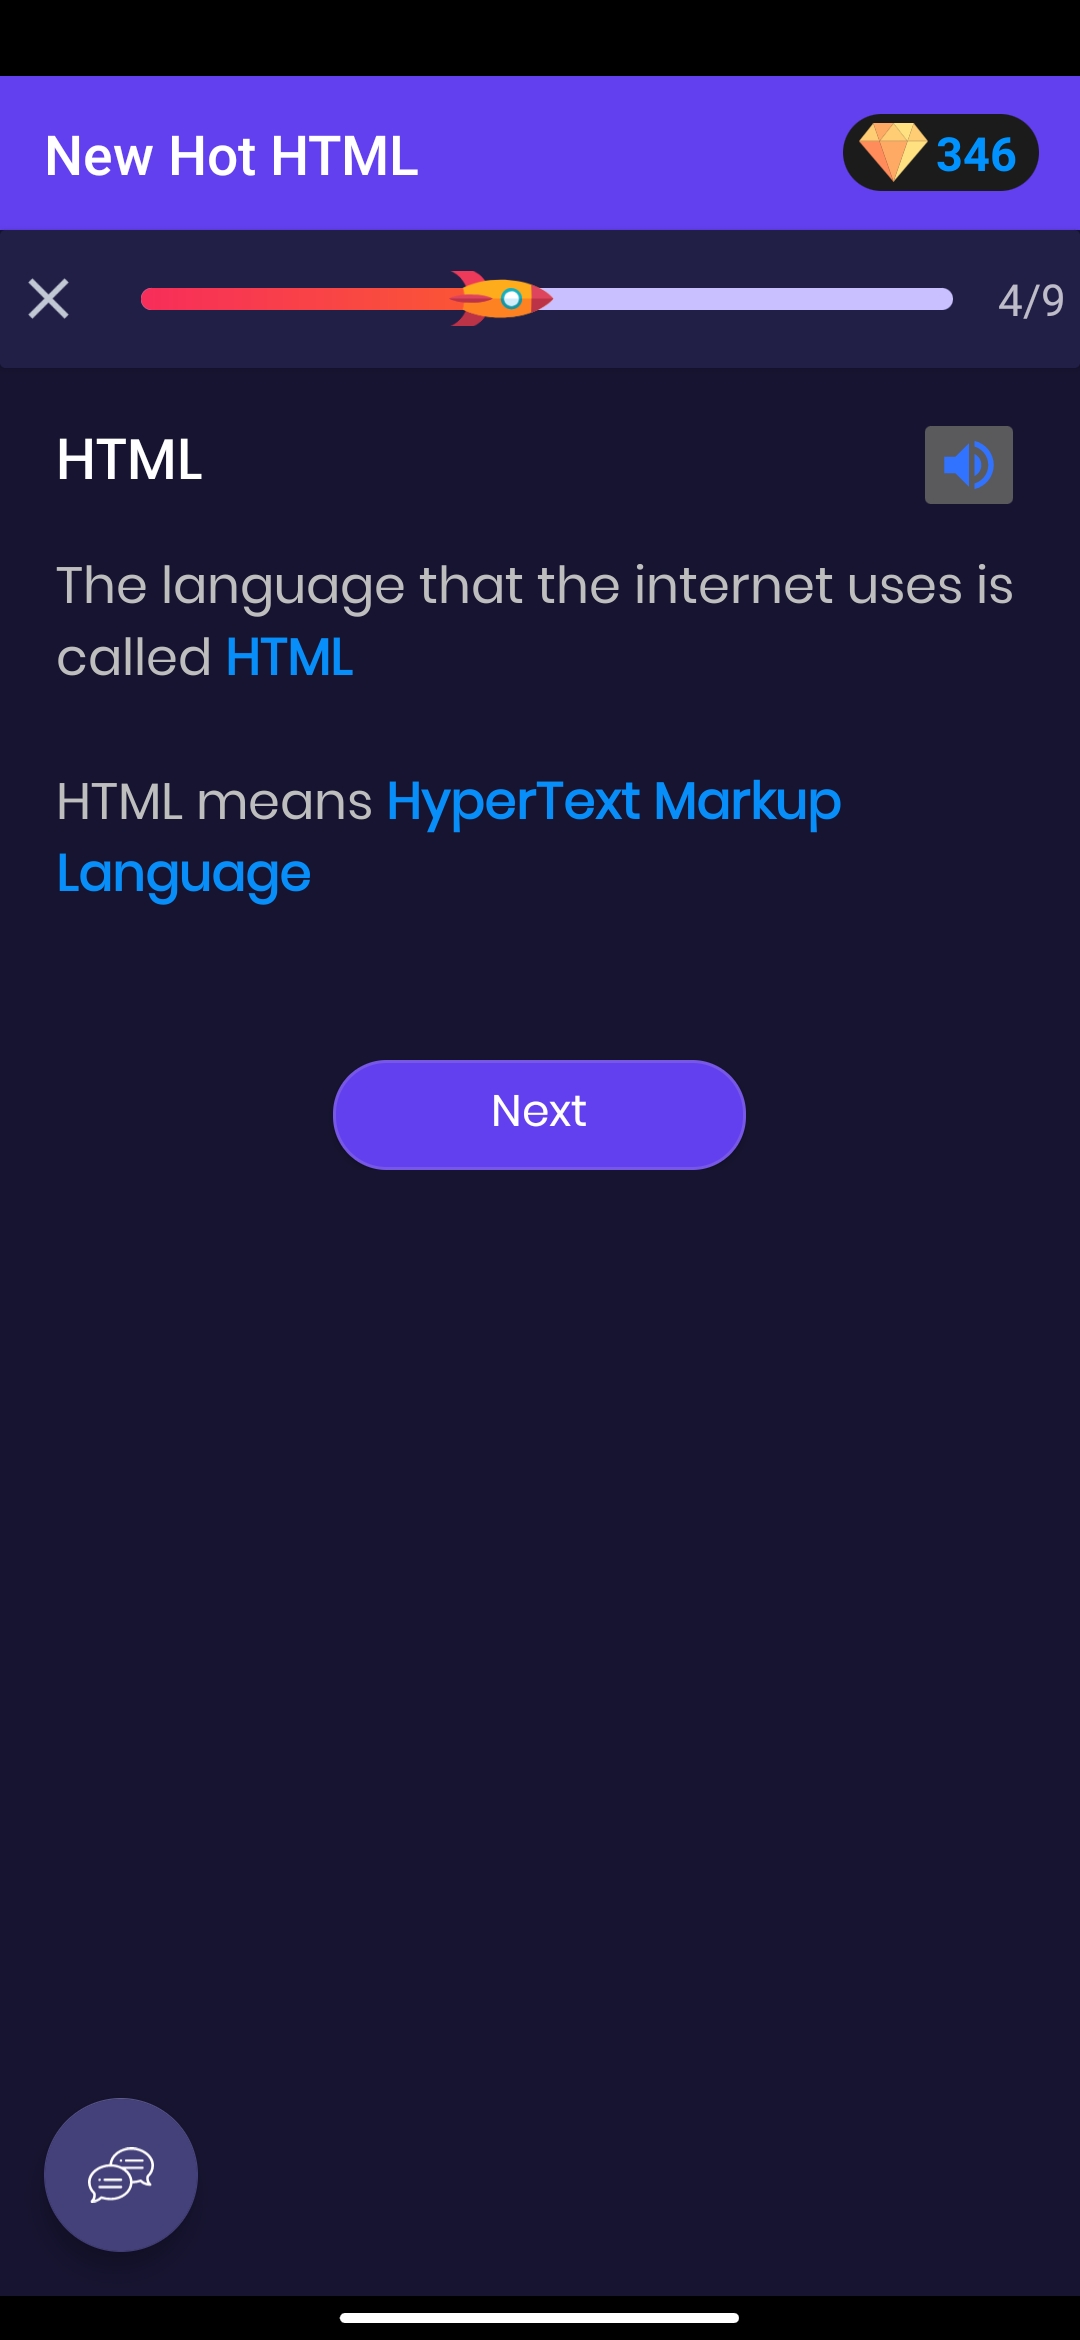 New Hot HTML
346
4/9
HTML
The language that the internet uses is
called HTML
HTML means HyperText Markup
Language
Next